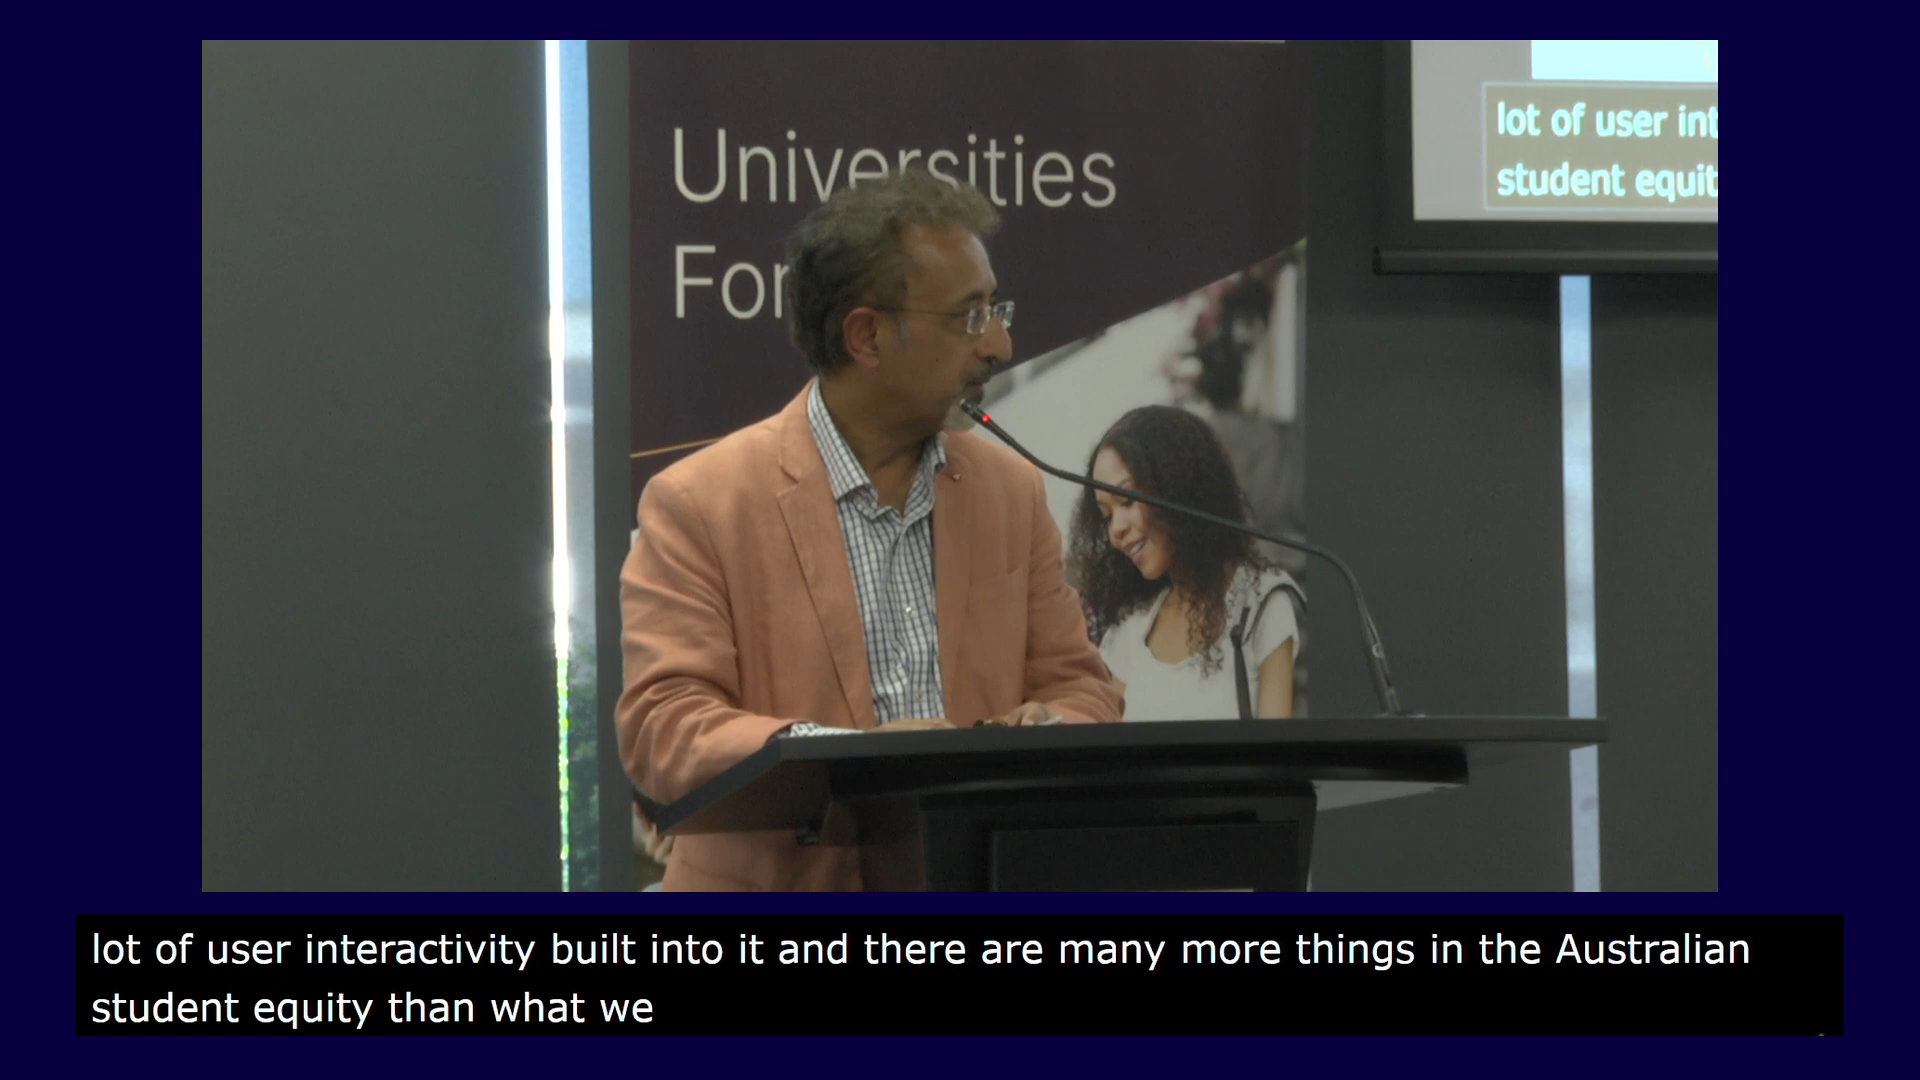 Universities
For
lot of user int
student equit
lot of user interactivity built into it and there are many more things in the Australian
student equity than what we